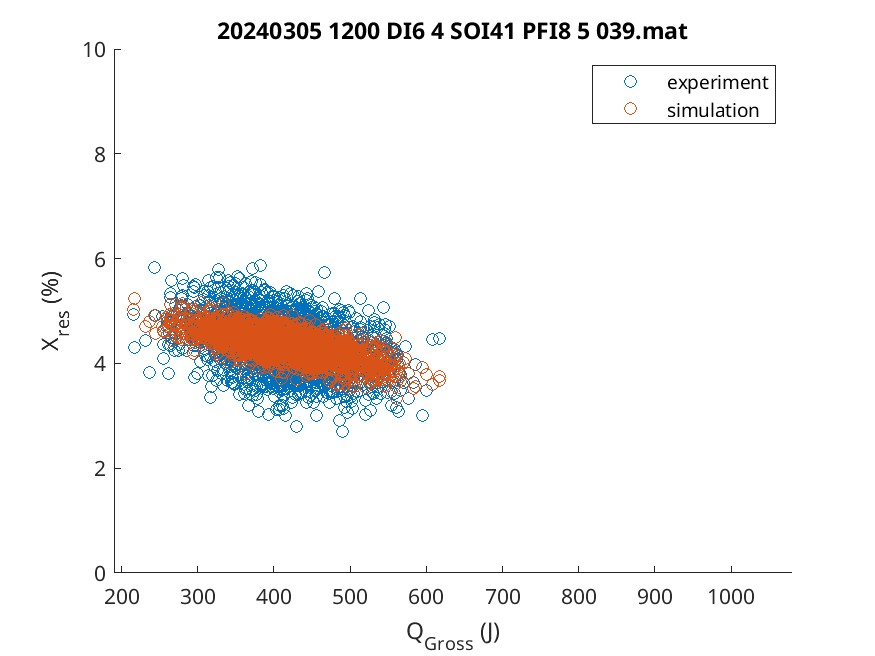 20240305 1200 DI6 4 SOI41 PFI8 5 039.mat
experiment
simulation
10
8
6
4
2
0
X_res (%)
200 300 400 500 600 700 800 900 1000
Q_Gross (J)